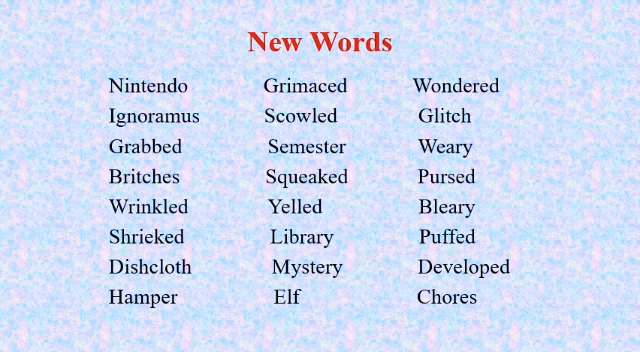 New Words
Nintendo Grimaced Wondered
Ignoramus Scowled Glitch
Grabbed Semester Weary
Britches Squeaked Pursed
Wrinkled Yelled Bleary
Shrieked Library Puffed
Dishcloth Mystery Developed
Hamper Elf Chores